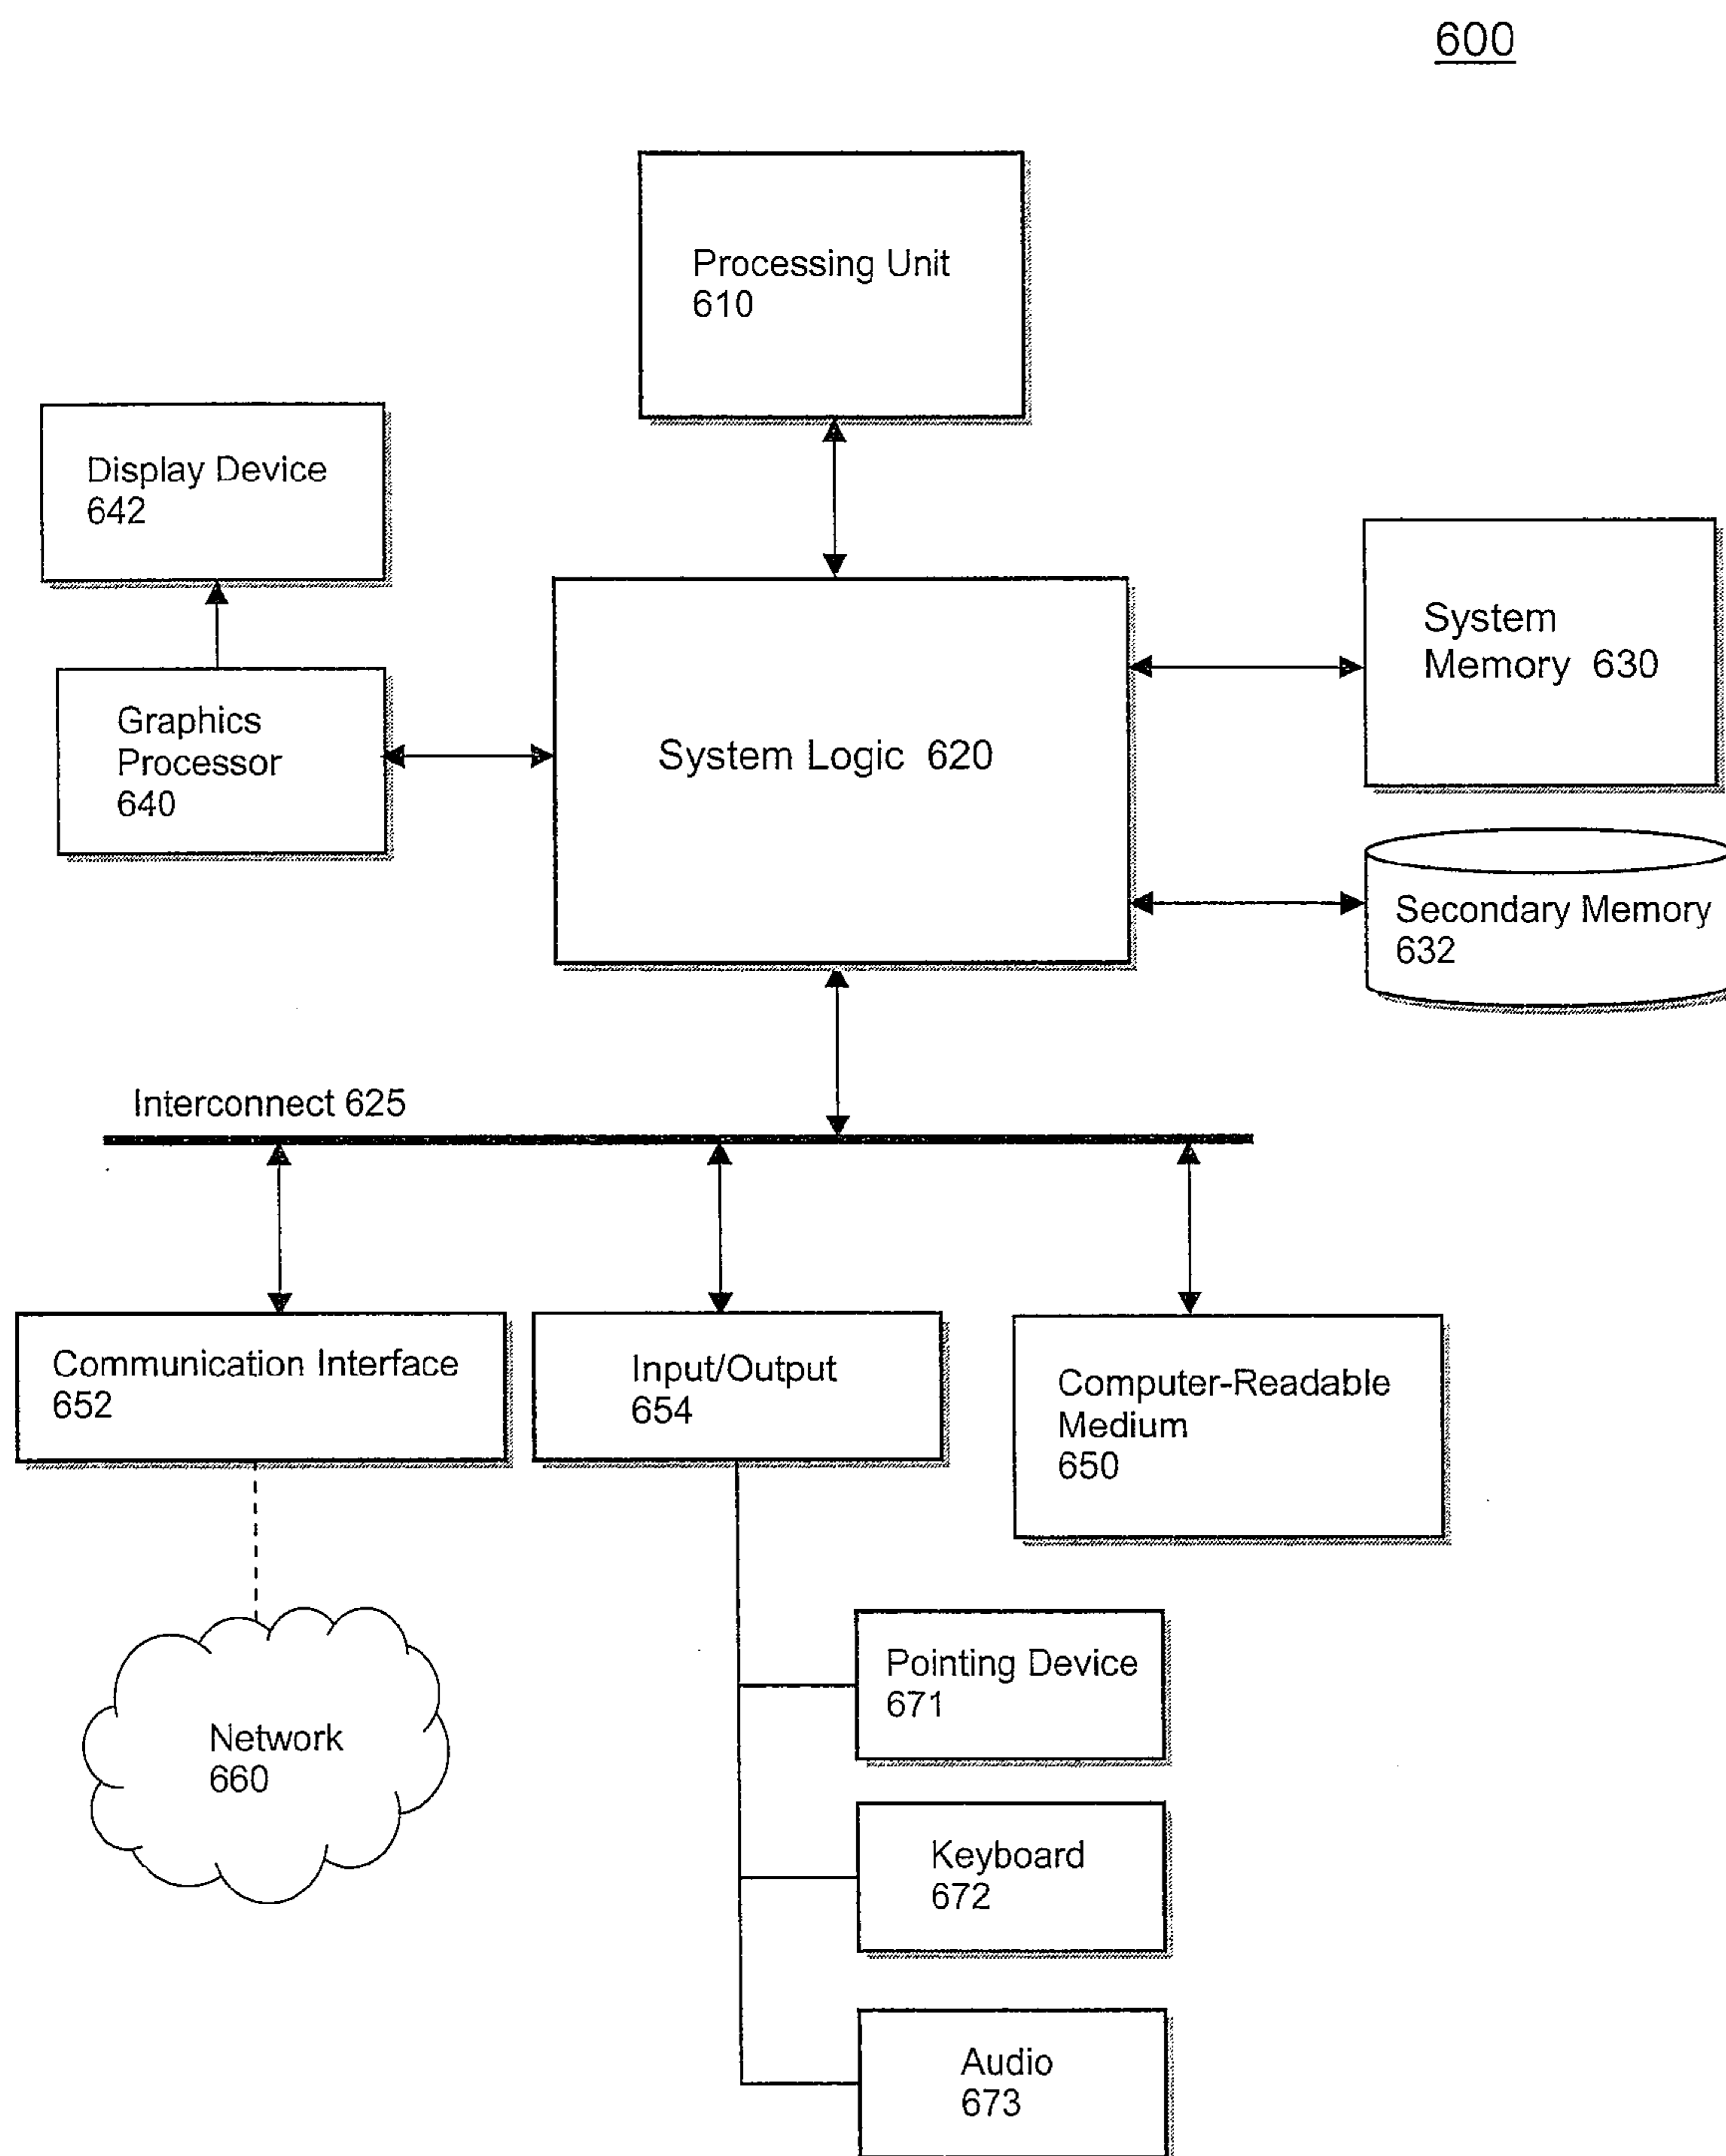 600
Processing Unit
610
Display Device
642
System
Memory 630
Graphics
Processor
640
System Logic 620
Secondary Memory
632
Interconnect 625
Communication Interface
652
Input/Output
654
Computer-Readable
Medium
650
Pointing Device
671
Network
660
Keyboard
672
Audio
673